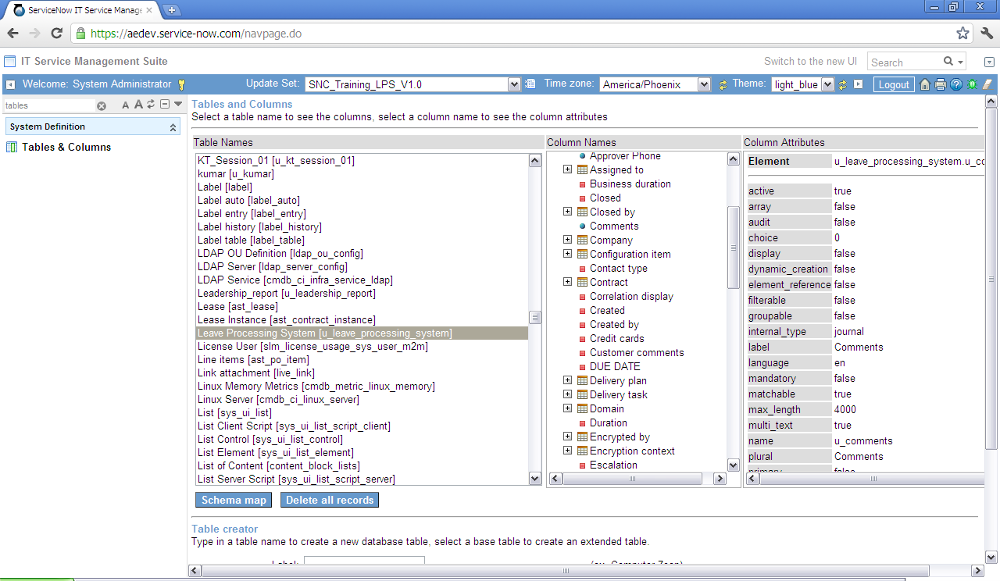 ServiceNow IT Service Manage
https://aedev.service-now.com/navpage.do
IT Service Management Suite
Switch to the new UI
Search
Welcome: System Administrator
Update Set:
SNC_Training_LPS_V1.0
Time zone:
America/Phoenix
Theme:
light_blue
Logout
tables
A A
System Definition
Tables & Columns
Tables and Columns
Select a table name to see the columns, select a column name to see the column attributes
Table Names
KT_Session_01 [u_kt_session_01]
kumar [u_kumar]
Label [label]
Label auto [label_auto]
Label entry [label_entry]
Label history [label_history]
Label table [label_table]
LDAP OU Definition [ldap_ou_config]
LDAP Server [ldap_server_config]
LDAP Service [cmdb_ci_infra_service_ldap]
Leadership_report [u_leadership_report]
Lease [ast_lease]
Lease Instance [ast_contract_instance]
Leave Processing System [u_leave_processing_system]
License User [slm_license_usage_sys_user_m2m]
Line items [ast_po_item]
Link attachment [live_link]
Linux Memory Metrics [cmdb_metric_linux_memory]
Linux Server [cmdb_ci_linux_server]
List [sys_ui_list]
List Client Script [sys_ui_list_script_client]
List Control [sys_ui_list_control]
List Element [sys_ui_list_element]
List of Content [content_block_lists]
List Server Script [sys_ui_list_script_server]
Column Names
Approver Phone
Assigned to
Business duration
Closed
Closed by
Comments
Company
Configuration item
Contact type
Contract
Correlation display
Created
Created by
Credit cards
Customer comments
DUE DATE
Delivery plan
Delivery task
Domain
Duration
Encrypted by
Encryption context
Escalation
Column Attributes
Element u_leave_processing_system.u_co
active true
array false
audit false
choice 0
display false
dynamic_creation false
element_reference false
filterable false
groupable false
internal_type journal
label Comments
language en
mandatory false
matchable true
max_length 4000
multi_text true
name u_comments
plural Comments
primary false
Schema map
Delete all records
Table creator
Type in a table name to create a new database table, select a base table to create an extended table.
Label:
(ex. Computer Zoan)